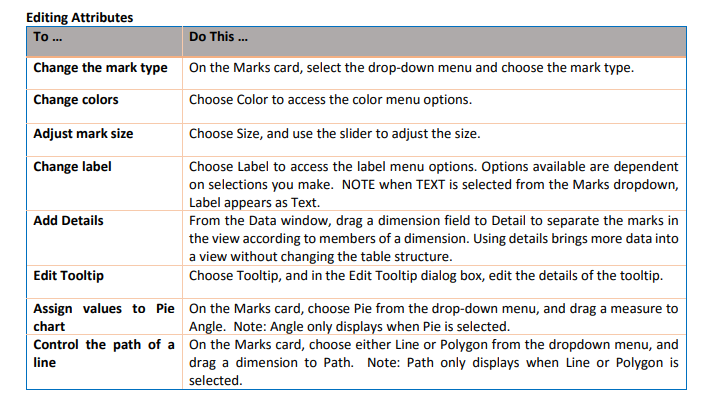 Editing Attributes
To ... Do This ...
Change the mark type On the Marks card, select the drop-down menu and choose the mark type.
Change colors Choose Color to access the color menu options.
Adjust mark size Choose Size, and use the slider to adjust the size.
Change label Choose Label to access the label menu options. Options available are dependent
on selections you make. NOTE when TEXT is selected from the Marks dropdown,
Label appears as Text.
Add Details From the Data window, drag a dimension field to Detail to separate the marks in
the view according to members of a dimension. Using details brings more data into
a view without changing the table structure.
Edit Tooltip Choose Tooltip, and in the Edit Tooltip dialog box, edit the details of the tooltip.
Assign values to Pie On the Marks card, choose Pie from the drop-down menu, and drag a measure to
chart Angle. Note: Angle only displays when Pie is selected.
Control the path of a On the Marks card, choose either Line or Polygon from the dropdown menu, and
line drag a dimension to Path. Note: Path only displays when Line or Polygon is
selected.